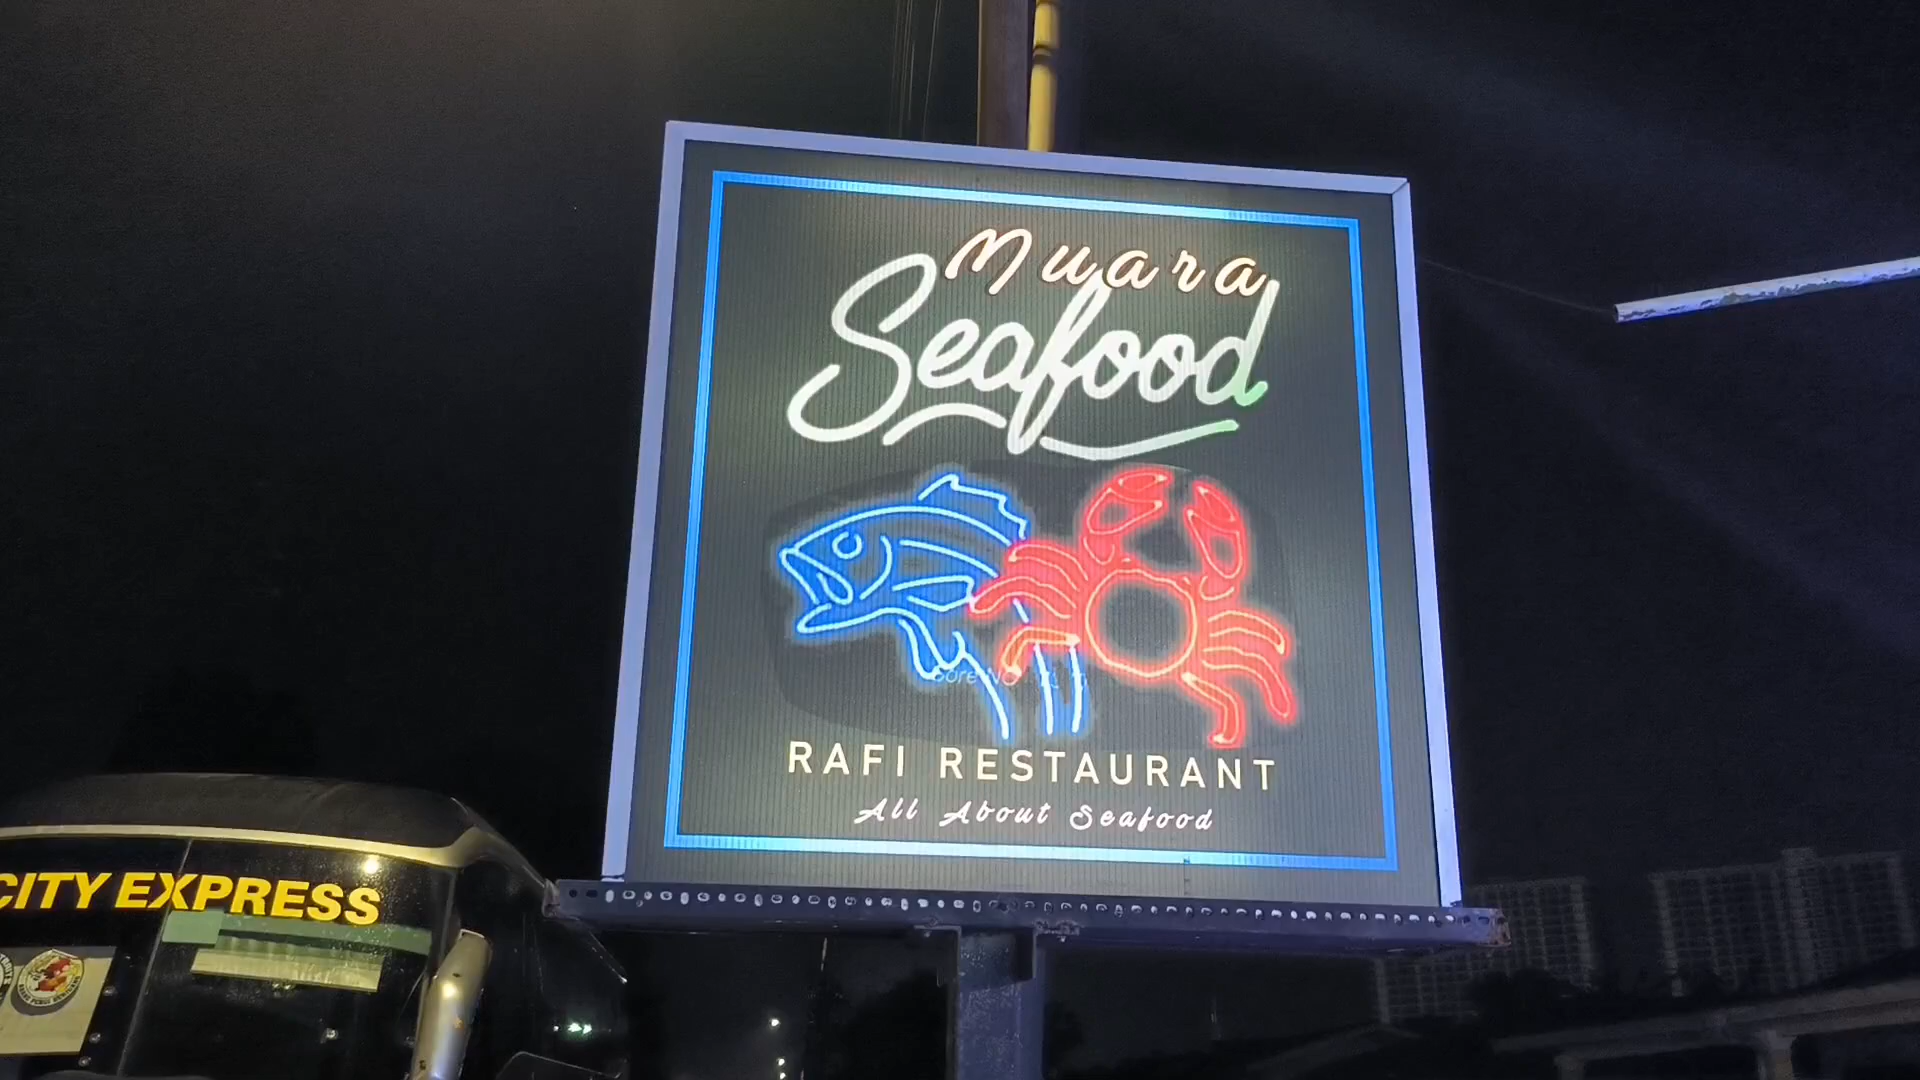 Muara
Seafood
RAFI RESTAURANT
All About Seafood
CITY EXPRESS